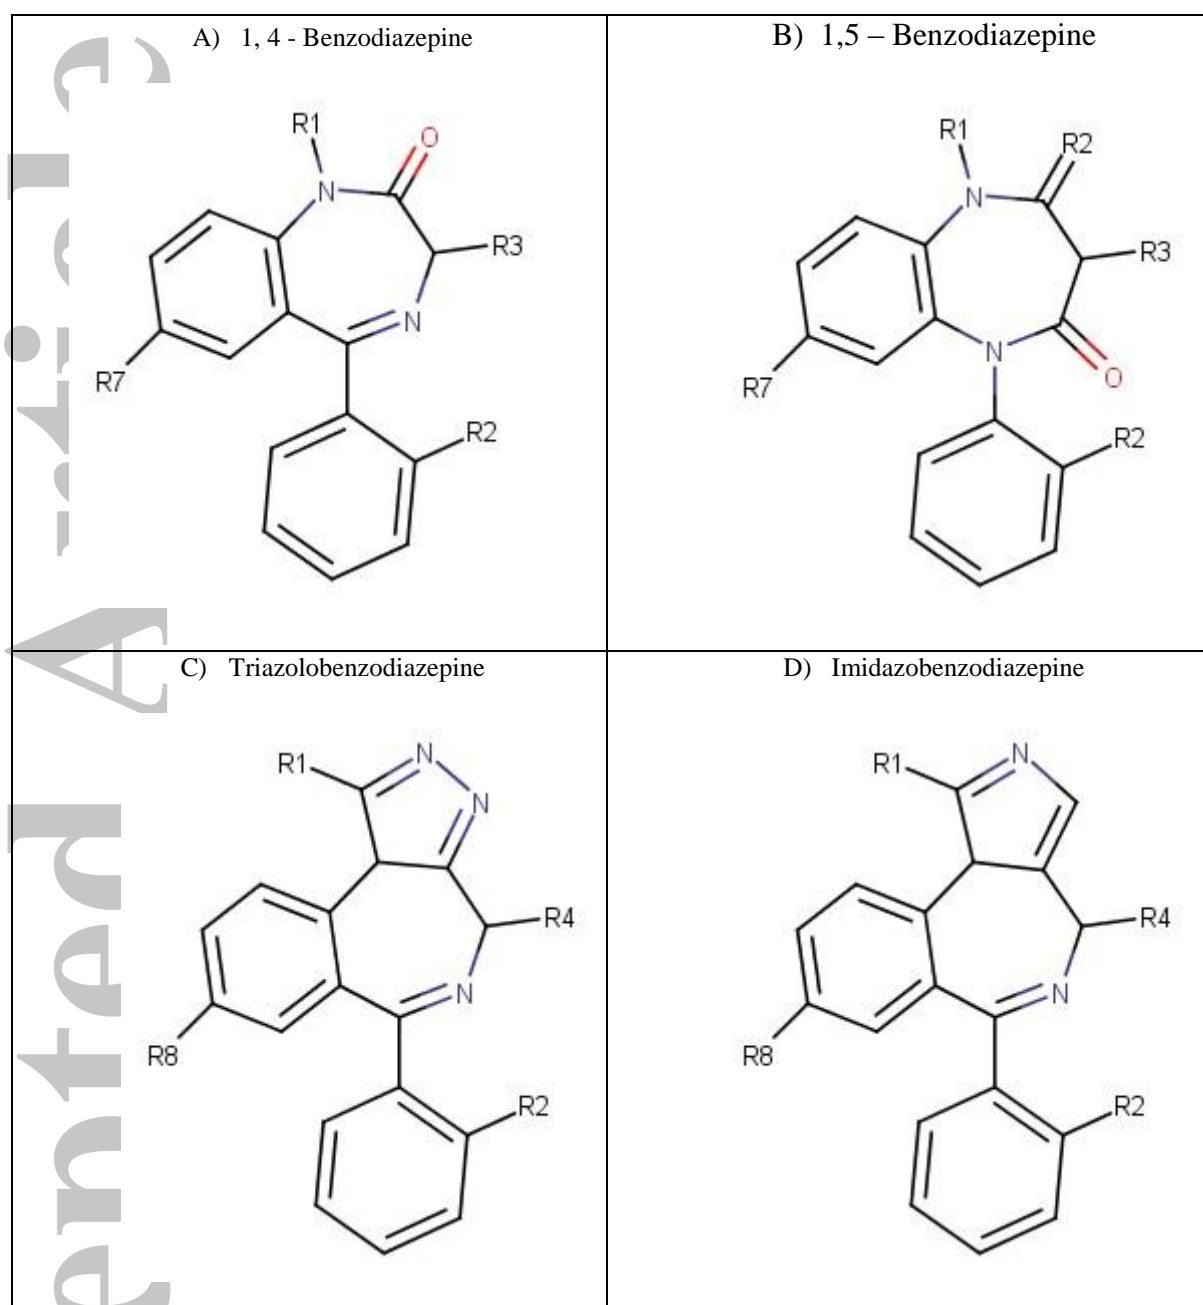 A) 1, 4 - Benzodiazepine
B) 1,5 – Benzodiazepine
R1
O
N
R3
N
R7
R2
R1
R2
N
R3
N
O
R7
R2
C) Triazolobenzodiazepine
D) Imidazobenzodiazepine
R1
N
N
R4
N
R8
R2
R1
N
R4
N
R8
R2